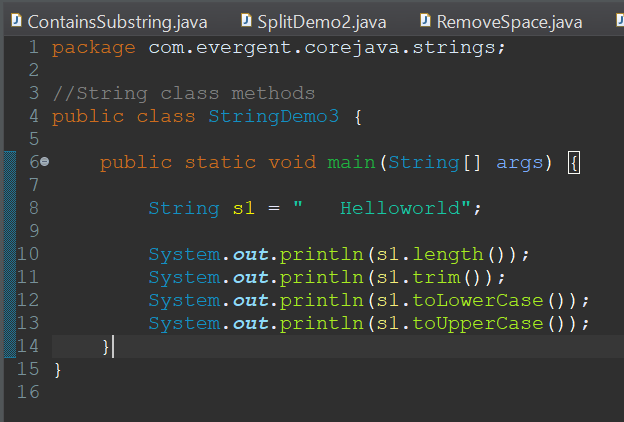 ContainsSubstring.java SplitDemo2.java RemoveSpace.java
1 package com.evergent.corejava.strings;
2
3 //String class methods
4 public class StringDemo3 {
5
6     public static void main(String[] args) {
7
8         String s1 = "   Helloworld";
9
10         System.out.println(s1.length());
11         System.out.println(s1.trim());
12         System.out.println(s1.toLowerCase());
13         System.out.println(s1.toUpperCase());
14     }
15 }
16